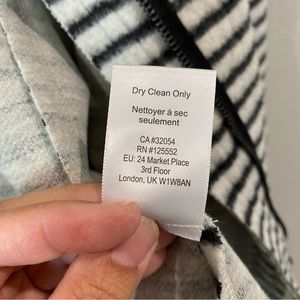 Dry Clean Only
Nettoyer à sec
seulement
CA #32054
RN #125552
EU: 24 Market Place
3rd Floor
London, UK W1W8AN